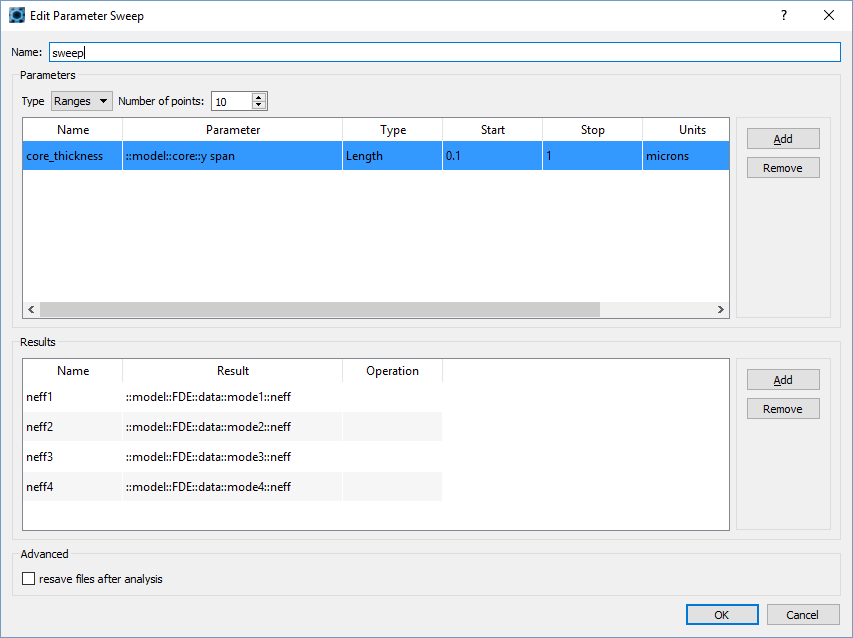 Edit Parameter Sweep
Name: sweep
Parameters
Type Ranges Number of points: 10
Name Parameter Type Start Stop Units
core_thickness ::model::core::y span Length 0.1 1 microns
Add
Remove
Results
Name Result Operation
neff1 ::model::FDE::data::mode1::neff
neff2 ::model::FDE::data::mode2::neff
neff3 ::model::FDE::data::mode3::neff
neff4 ::model::FDE::data::mode4::neff
Add
Remove
Advanced
resave files after analysis
OK Cancel